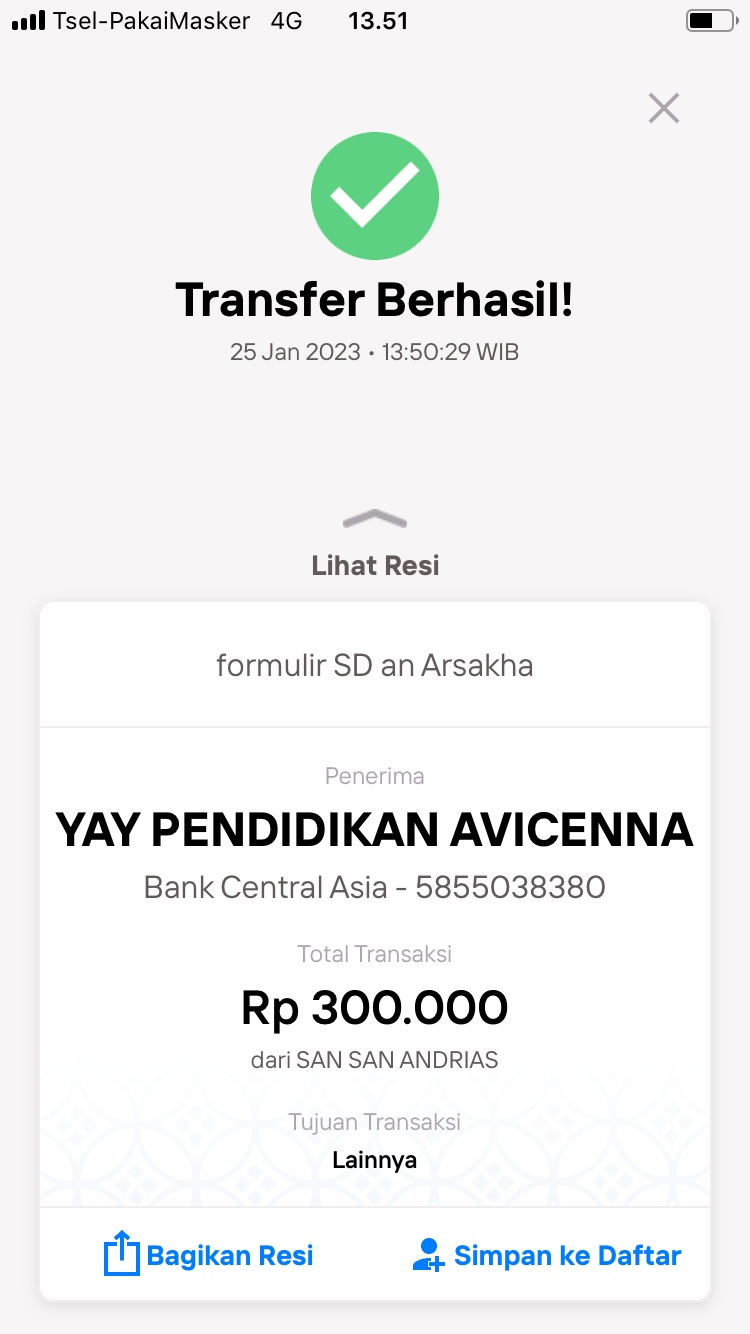 Tsel-PakaiMasker 4G 13.51
Transfer Berhasil!
25 Jan 2023 • 13:50:29 WIB
Lihat Resi
formulir SD an Arsakha
Penerima
YAY PENDIDIKAN AVICENNA
Bank Central Asia - 5855038380
Total Transaksi
Rp 300.000
dari SAN SAN ANDRIAS
Tujuan Transaksi
Lainnya
Bagikan Resi Simpan ke Daftar